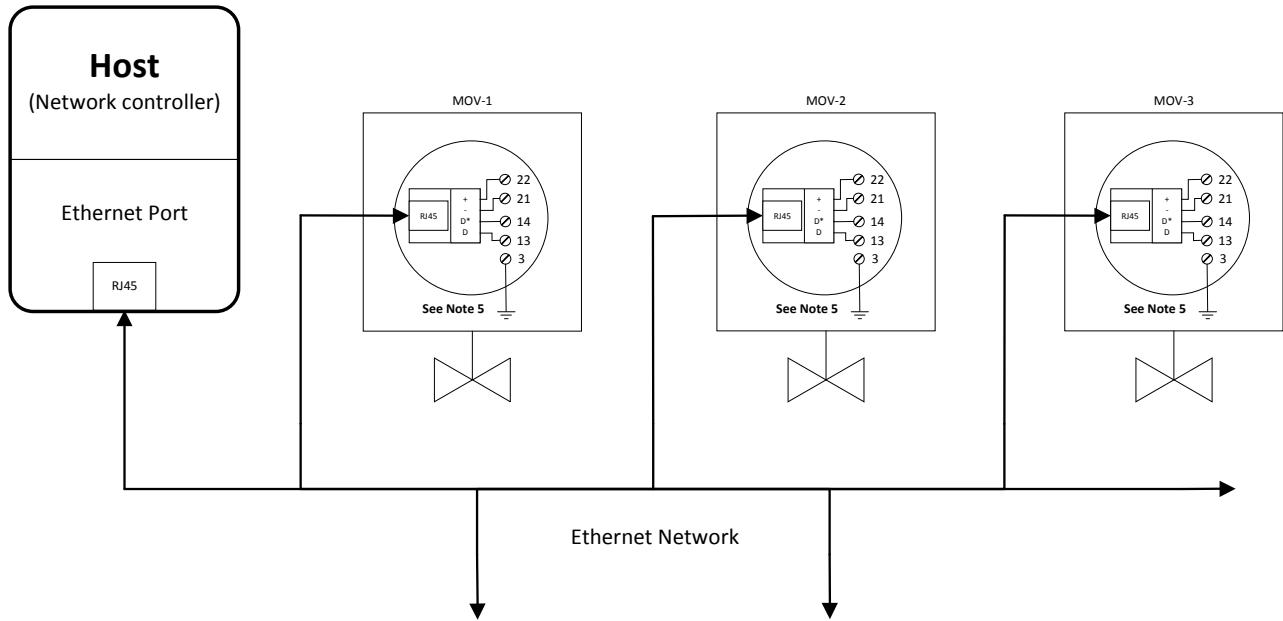 Host
(Network controller)
Ethernet Port
RJ45
MOV-1
RJ45
+
-
D*
D
22
21
14
13
3
See Note 5
MOV-2
RJ45
+
-
D*
D
22
21
14
13
3
See Note 5
MOV-3
RJ45
+
-
D*
D
22
21
14
13
3
See Note 5
Ethernet Network